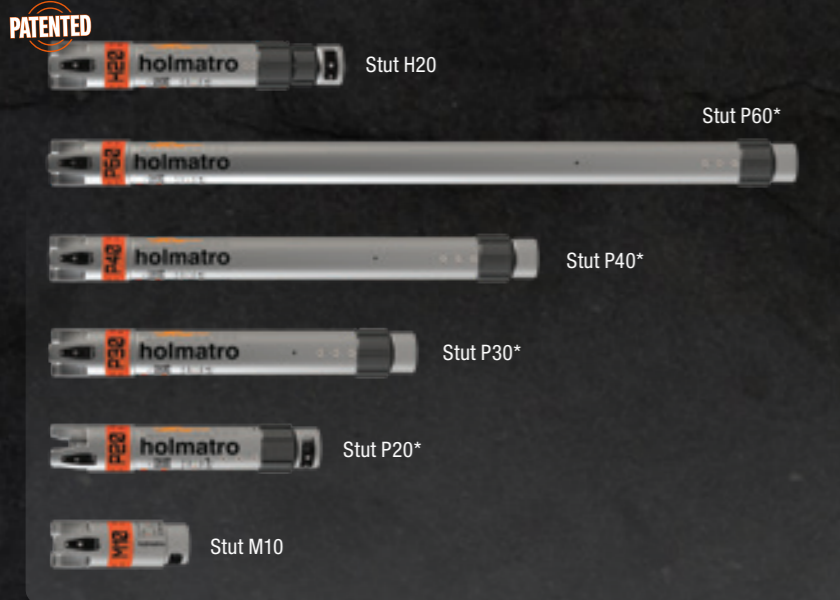 PATENTED
H20 holmatro
Stut H20
Stut P60*
P60 holmatro
P40 holmatro
Stut P40*
P30 holmatro
Stut P30*
P20 holmatro
Stut P20*
M10 holmatro
Stut M10